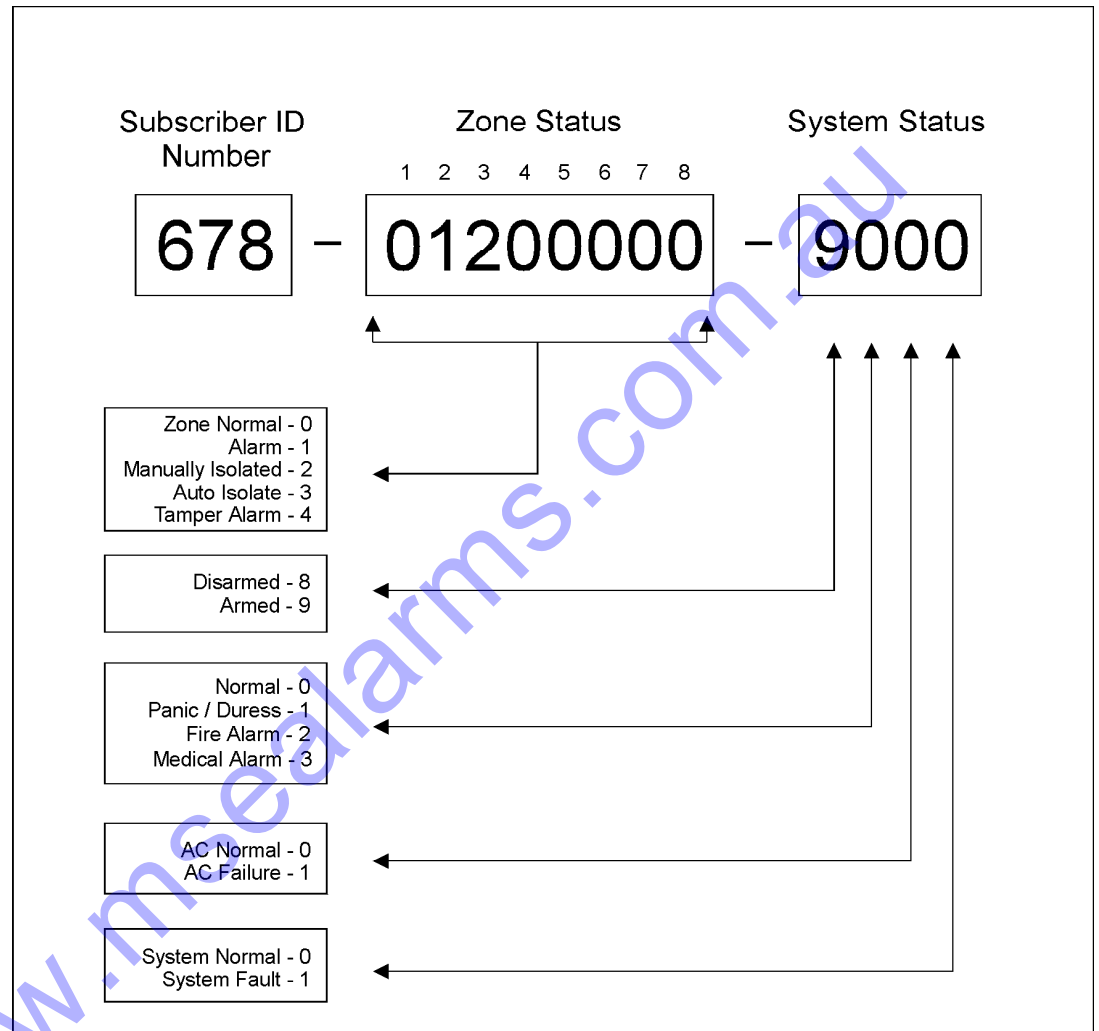 Subscriber ID Number
Zone Status
System Status
1 2 3 4 5 6 7 8
678 - 01200000 - 9000
Zone Normal - 0
Alarm - 1
Manually Isolated - 2
Auto Isolate - 3
Tamper Alarm - 4
Disarmed - 8
Armed - 9
Normal - 0
Panic / Duress - 1
Fire Alarm - 2
Medical Alarm - 3
AC Normal - 0
AC Failure - 1
System Normal - 0
System Fault - 1
w.msealarms.com.au